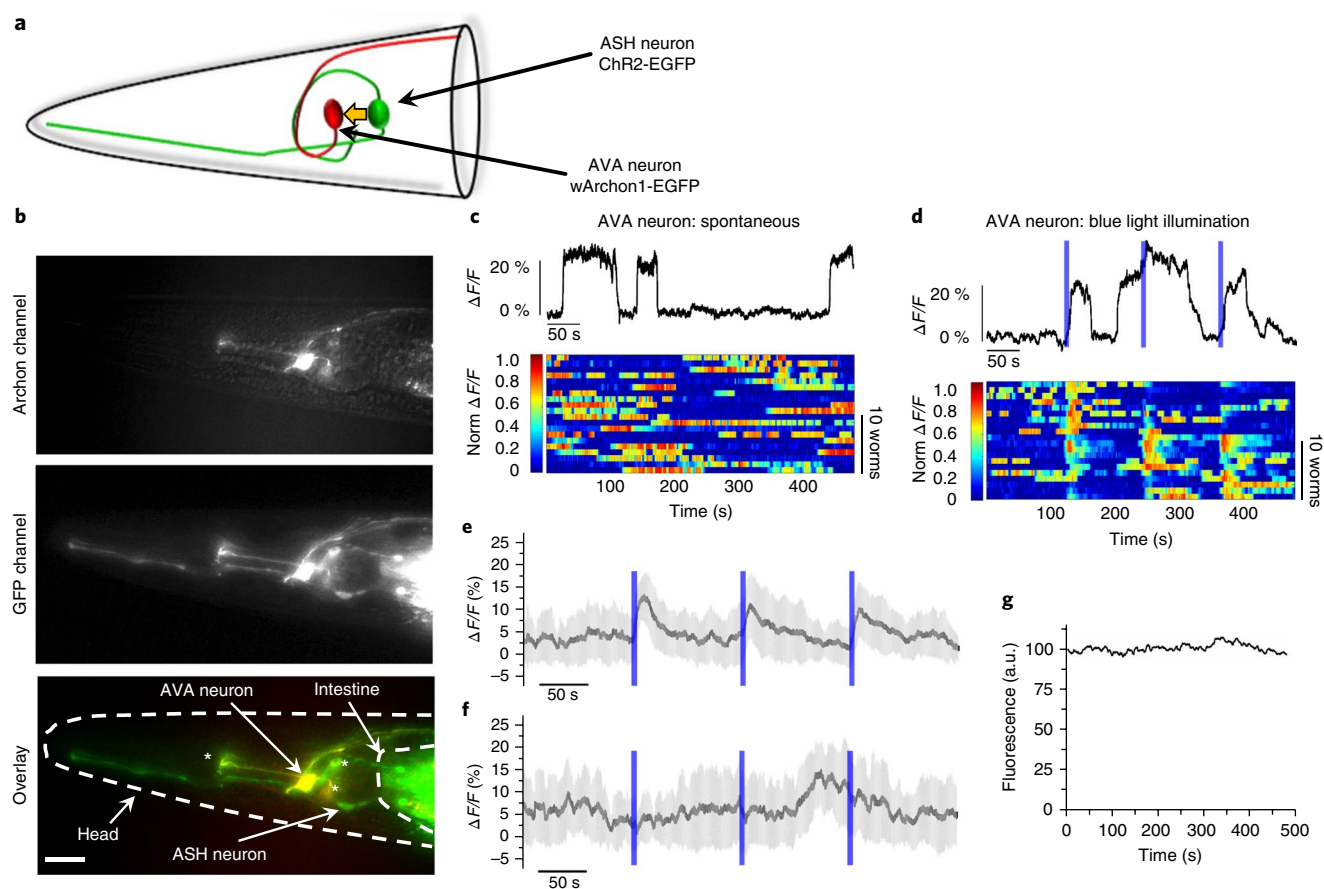 a
ASH neuron
ChR2-EGFP
AVA neuron
wArchon1-EGFP
b
Archon channel
GFP channel
Overlay
AVA neuron
Intestine
*
*
*
Head
ASH neuron
c
AVA neuron: spontaneous
ΔF/F
20 %
0 %
50 s
Norm ΔF/F
1.0
0.8
0.6
0.4
0.2
0
10 worms
100 200 300 400
Time (s)
d
AVA neuron: blue light illumination
ΔF/F
20 %
0 %
50 s
Norm ΔF/F
1.0
0.8
0.6
0.4
0.2
0
10 worms
100 200 300 400
Time (s)
e
ΔF/F (%)
25
20
15
10
5
0
–5
50 s
f
ΔF/F (%)
25
20
15
10
5
0
–5
50 s
g
Fluorescence (a.u.)
100
75
50
25
0
0 100 200 300 400 500
Time (s)